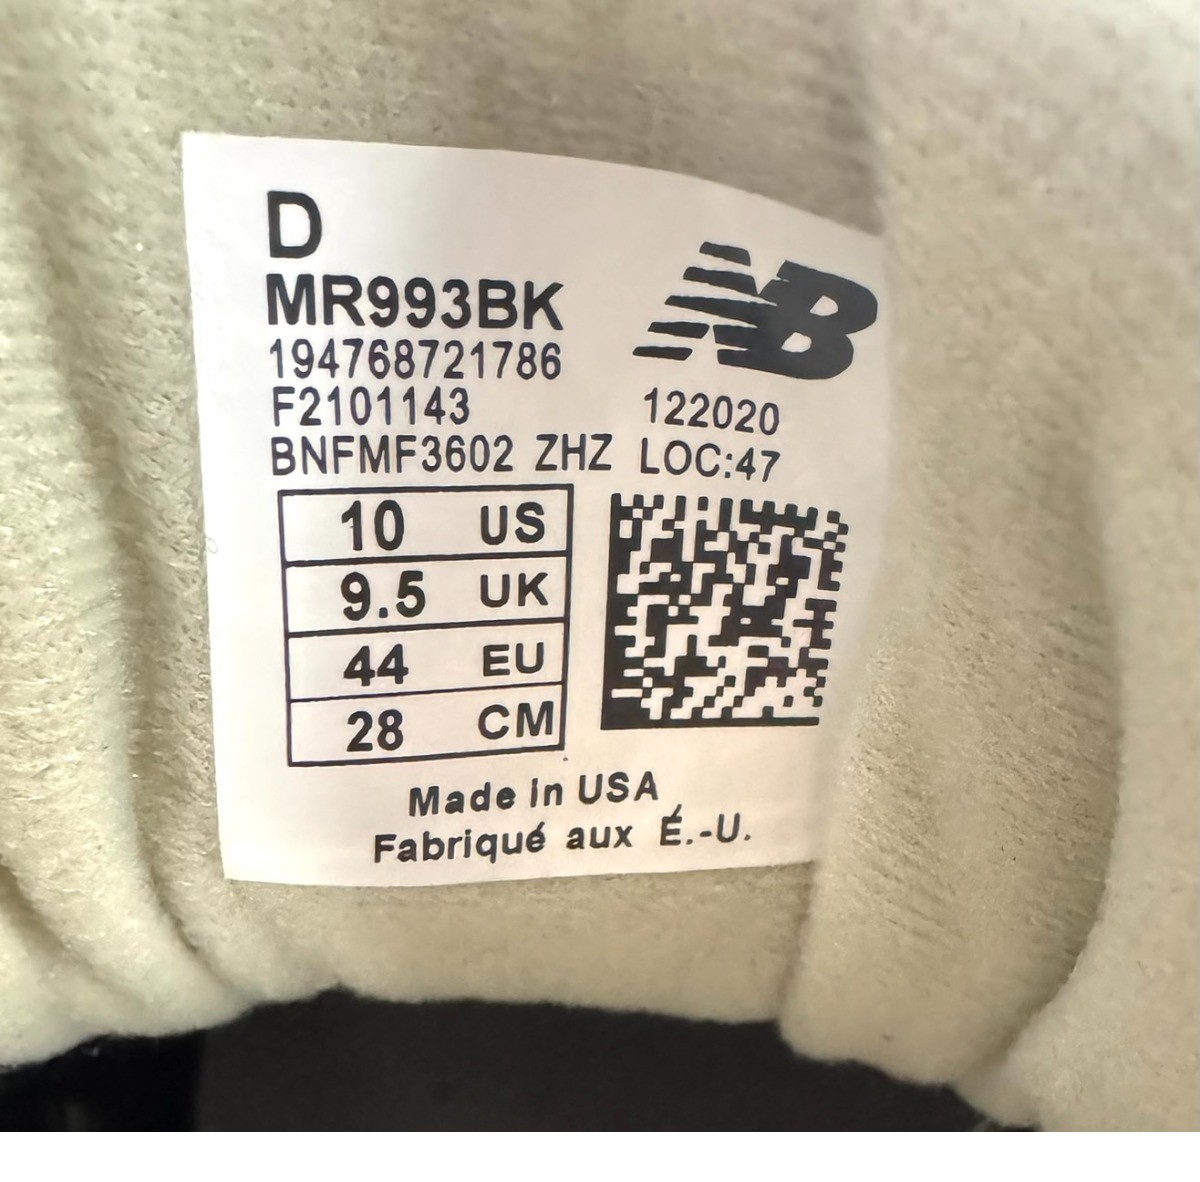 D
MR993BK
NB
194768721786
F2101143 122020
BNFMF3602 ZHZ LOC:47
10 US
9.5 UK
44 EU
28 CM
Made in USA
Fabriqué aux É.-U.